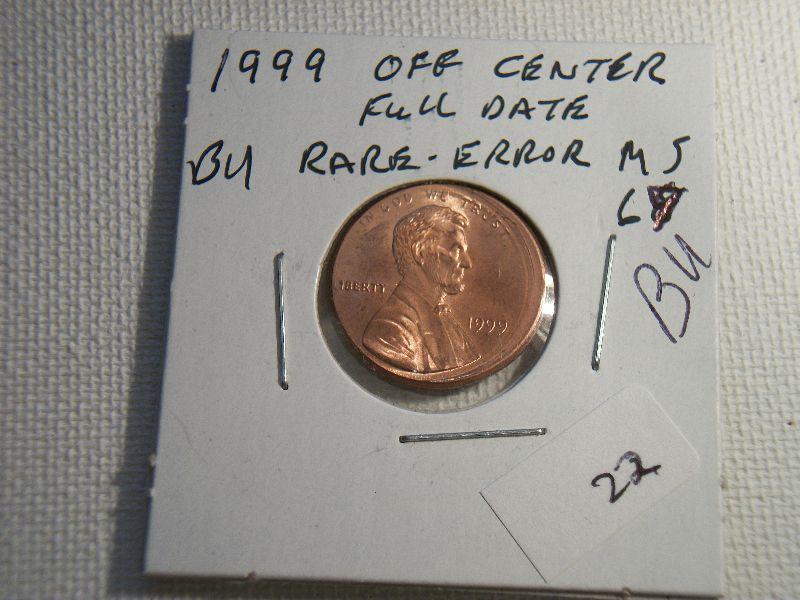 1999 OFF CENTER
FULL DATE
BU RARE-ERROR MS
BU
IN GOD WE TRUST
LIBERTY
1999
22